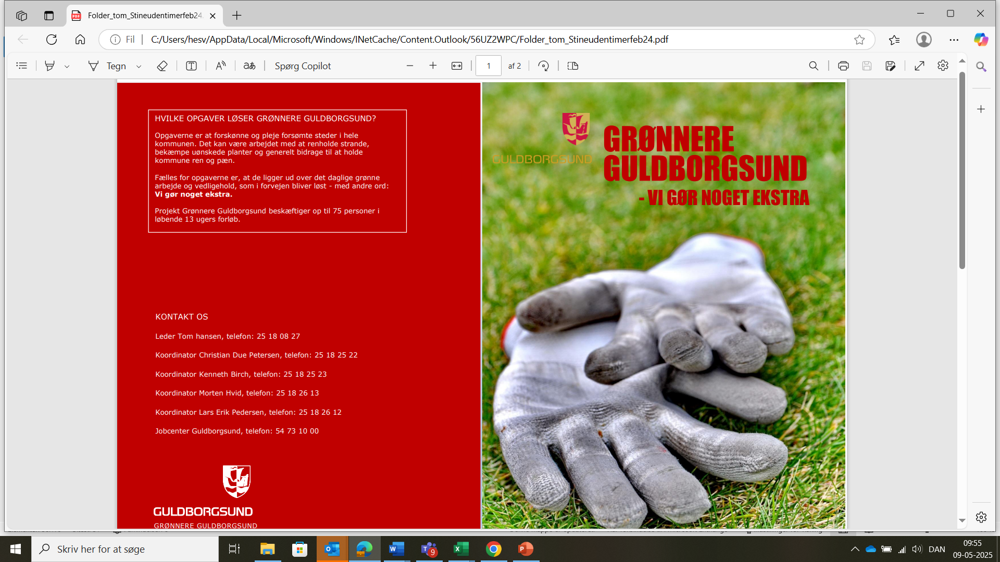 Folder_tom_Stineudentimerfeb24.
Fil
C:/Users/hesv/AppData/Local/Microsoft/Windows/INetCache/Content.Outlook/56UZ2WPC/Folder_tom_Stineudentimerfeb24.pdf
Tegn
aあ
Spørg Copilot
1
af 2
HVILKE OPGAVER LØSER GRØNNERE GULDBORGSUND?
Opgaverne er at forskønne og pleje forsømte steder i hele
kommunen. Det kan være arbejdet med at renholde strande,
bekæmpe uønskede planter og generelt bidrage til at holde
kommune ren og pæn.
Fælles for opgaverne er, at de ligger ud over det daglige grønne
arbejde og vedligehold, som i forvejen bliver løst - med andre ord:
Vi gør noget ekstra.
Projekt Grønnere Guldborgsund beskæftiger op til 75 personer i
løbende 13 ugers forløb.
KONTAKT OS
Leder Tom hansen, telefon: 25 18 08 27
Koordinator Christian Due Petersen, telefon: 25 18 25 22
Koordinator Kenneth Birch, telefon: 25 18 25 23
Koordinator Morten Hvid, telefon: 25 18 26 13
Koordinator Lars Erik Pedersen, telefon: 25 18 26 12
Jobcenter Guldborgsund, telefon: 54 73 10 00
GULDBORGSUND
GRØNNERE GULDBORGSUND
GULDBORGSUND
GRØNNERE
GULDBORGSUND
- VI GØR NOGET EKSTRA
Skriv her for at søge
9
DAN
09:55
09-05-2025